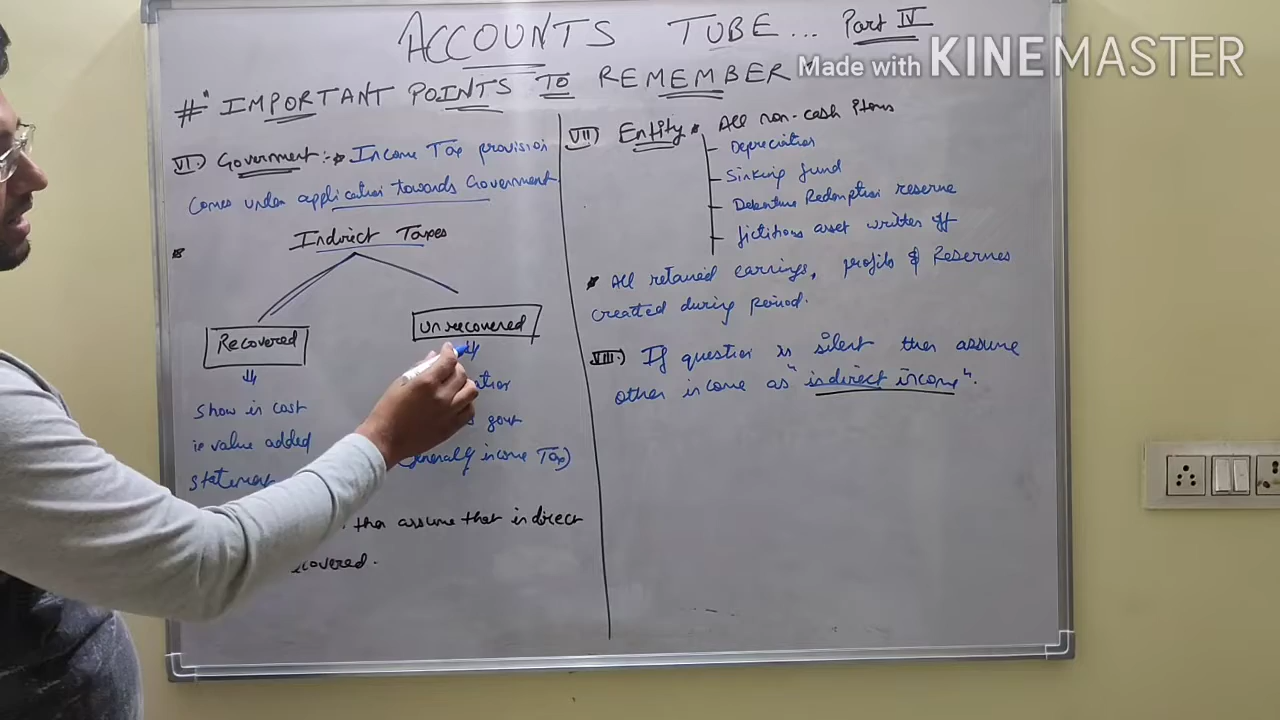 ACCOUNTS TUBE... Part IV
Made with KINEMASTER
# IMPORTANT POINTS TO REMEMBER
VI.) Government:- Income Tax provision
comes under application towards Government
Indirect Taxes
Recovered
Unrecovered
Show in cost
in value added
statement
govt
(Generally income Tax)
then assume that indirect
VII) Entity All non-cash items
Depreciation
Sinking fund
Debenture Redemption reserve
fictitious asset written off
All retained earnings, profits & Reserves
created during period.
VIII.) If question is silent then assume
other income as "indirect income".